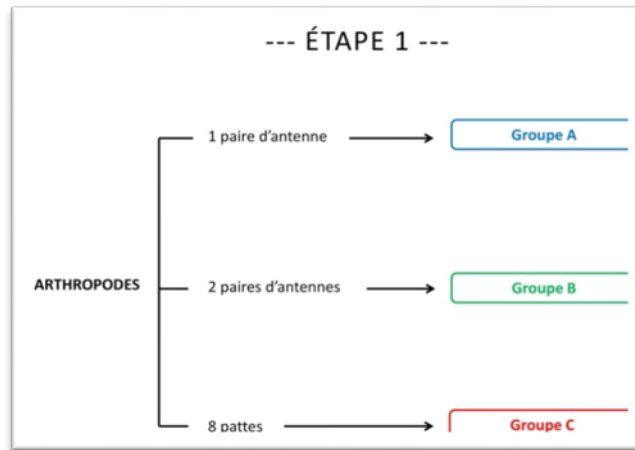 --- ÉTAPE 1 ---
1 paire d'antenne
Groupe A
ARTHROPODES
2 paires d'antennes
Groupe B
8 pattes
Groupe C